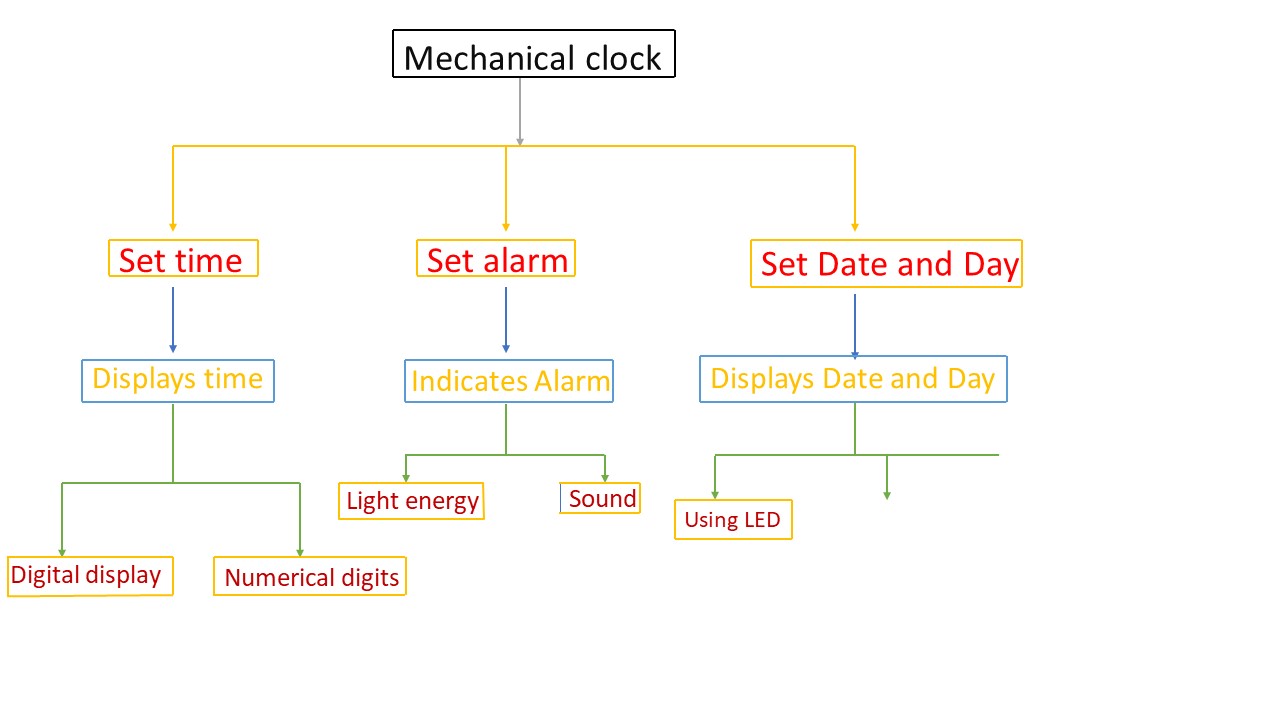 Mechanical clock
Set time
Set alarm
Set Date and Day
Displays time
Indicates Alarm
Displays Date and Day
Light energy
Sound
Using LED
Digital display
Numerical digits